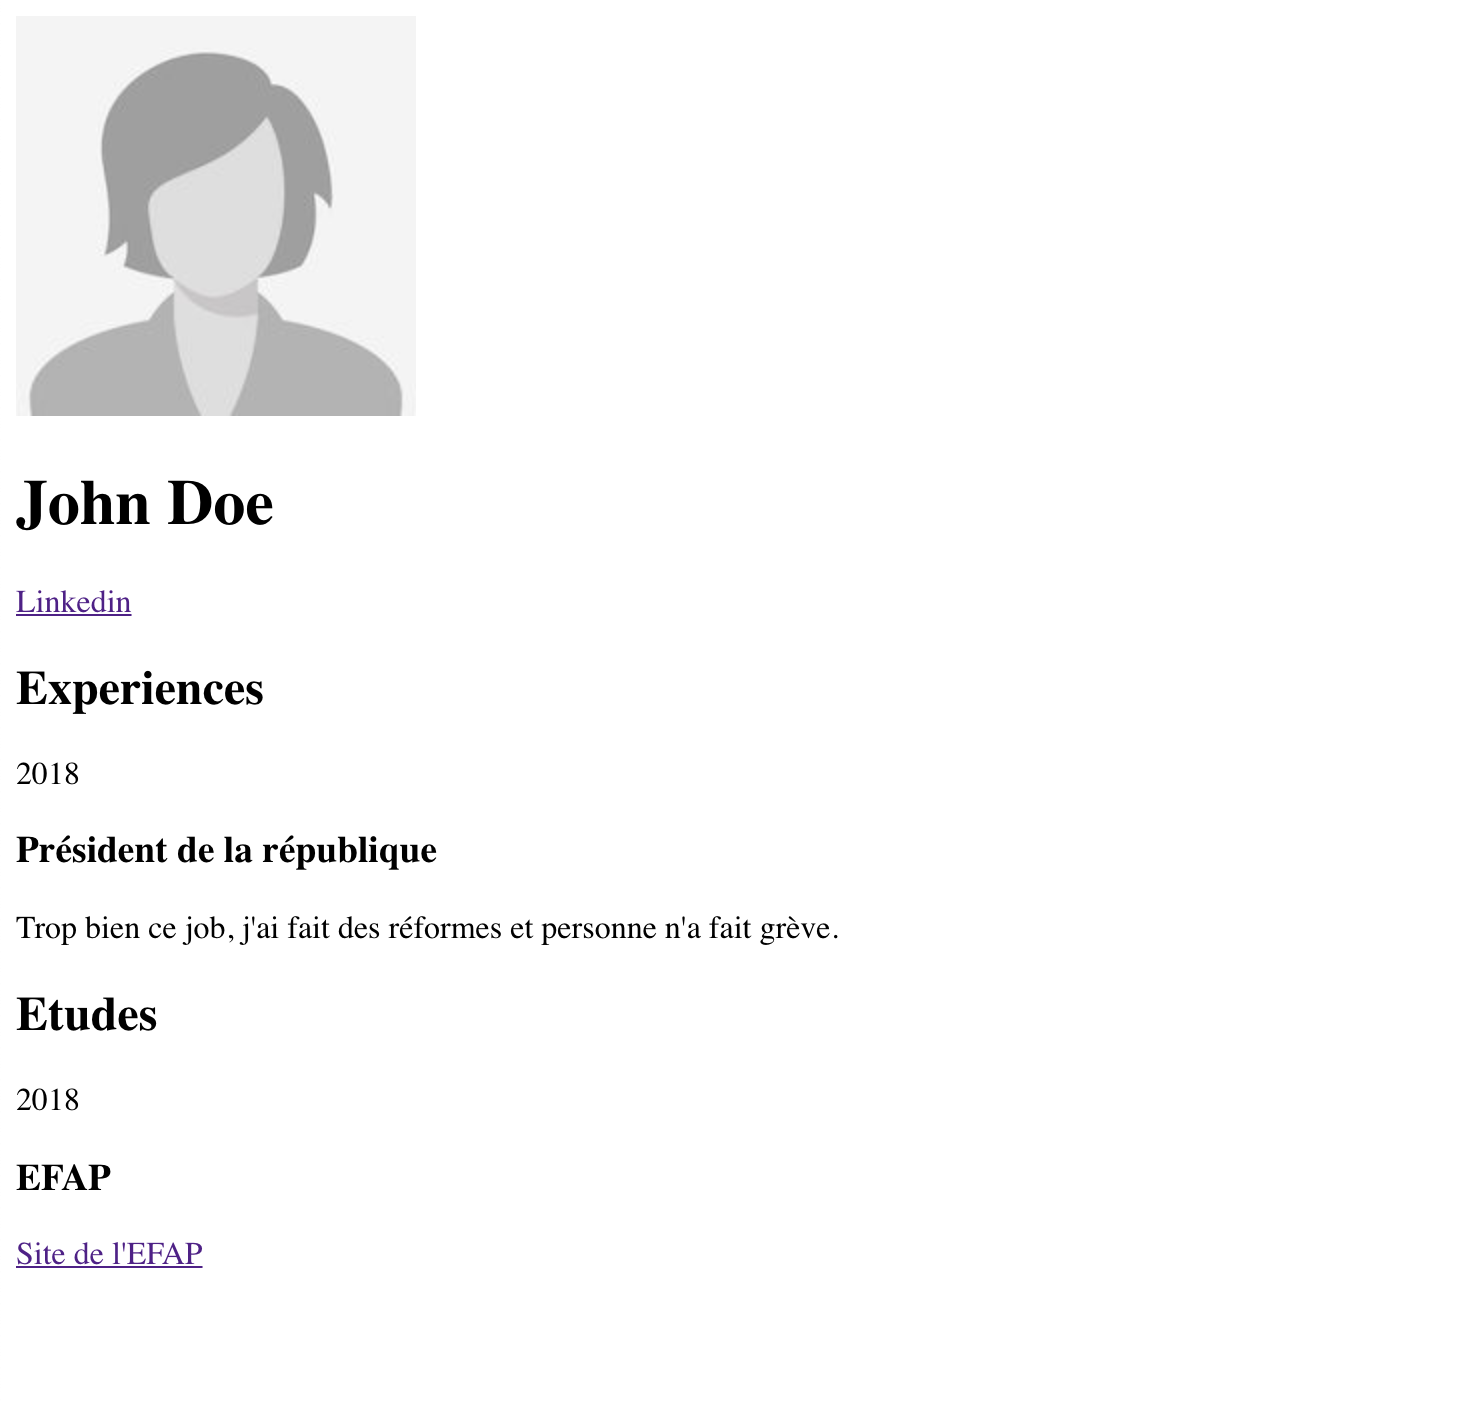 John Doe
Linkedin
Experiences
2018
Président de la république
Trop bien ce job, j'ai fait des réformes et personne n'a fait grève.
Etudes
2018
EFAP
Site de l'EFAP